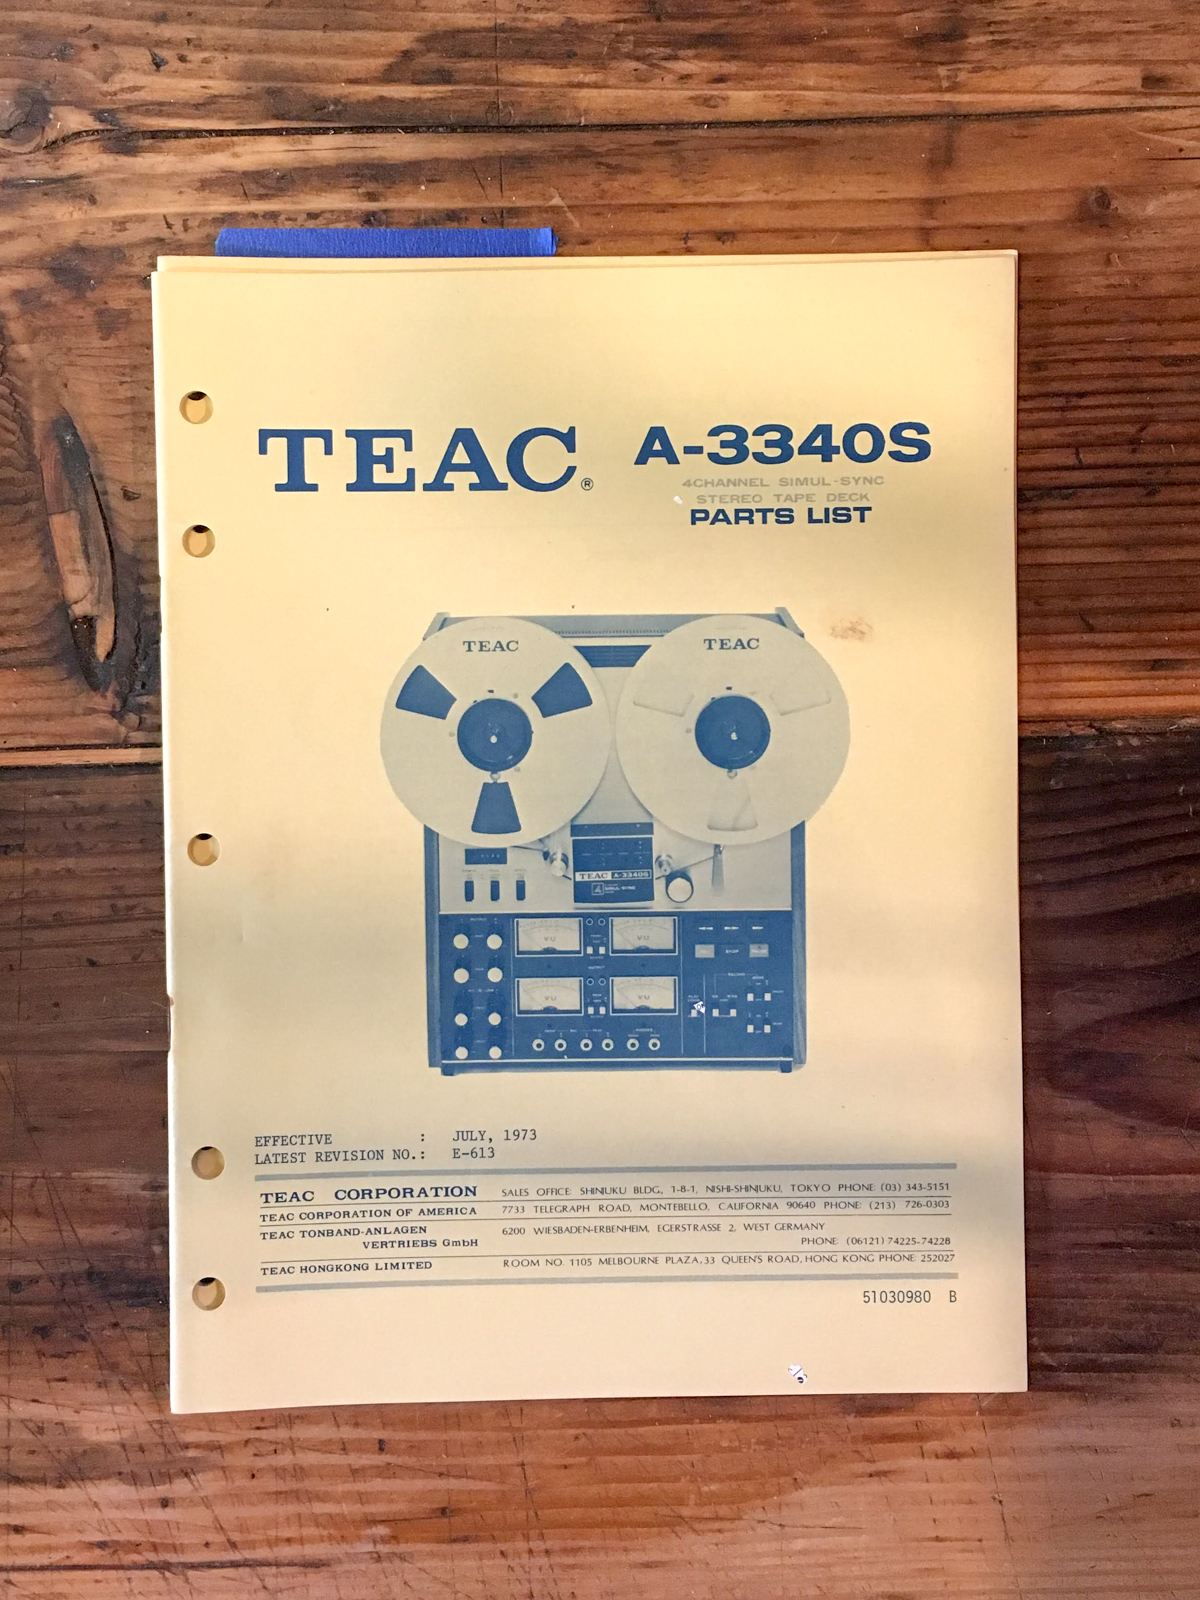 TEAC® A-3340S
4CHANNEL SIMUL-SYNC
STEREO TAPE DECK
PARTS LIST
TEAC
TEAC
TEAC A-3340S
4 SIMUL-SYNC
VU VU
VU VU
EFFECTIVE : JULY, 1973
LATEST REVISION NO.: E-613
TEAC CORPORATION SALES OFFICE: SHINJUKU BLDG., 1-8-1, NISHI-SHINJUKU, TOKYO PHONE: (03) 343-5151
TEAC CORPORATION OF AMERICA 7733 TELEGRAPH ROAD, MONTEBELLO, CALIFORNIA 90640 PHONE: (213) 726-0303
TEAC TONBAND-ANLAGEN 6200 WIESBADEN-ERBENHEIM, EGERSTRASSE 2, WEST GERMANY
VERTRIEBS GmbH PHONE: (06121) 74225-74228
TEAC HONGKONG LIMITED ROOM NO. 1105 MELBOURNE PLAZA, 33 QUEEN'S ROAD, HONG KONG PHONE: 252027
51030980 B